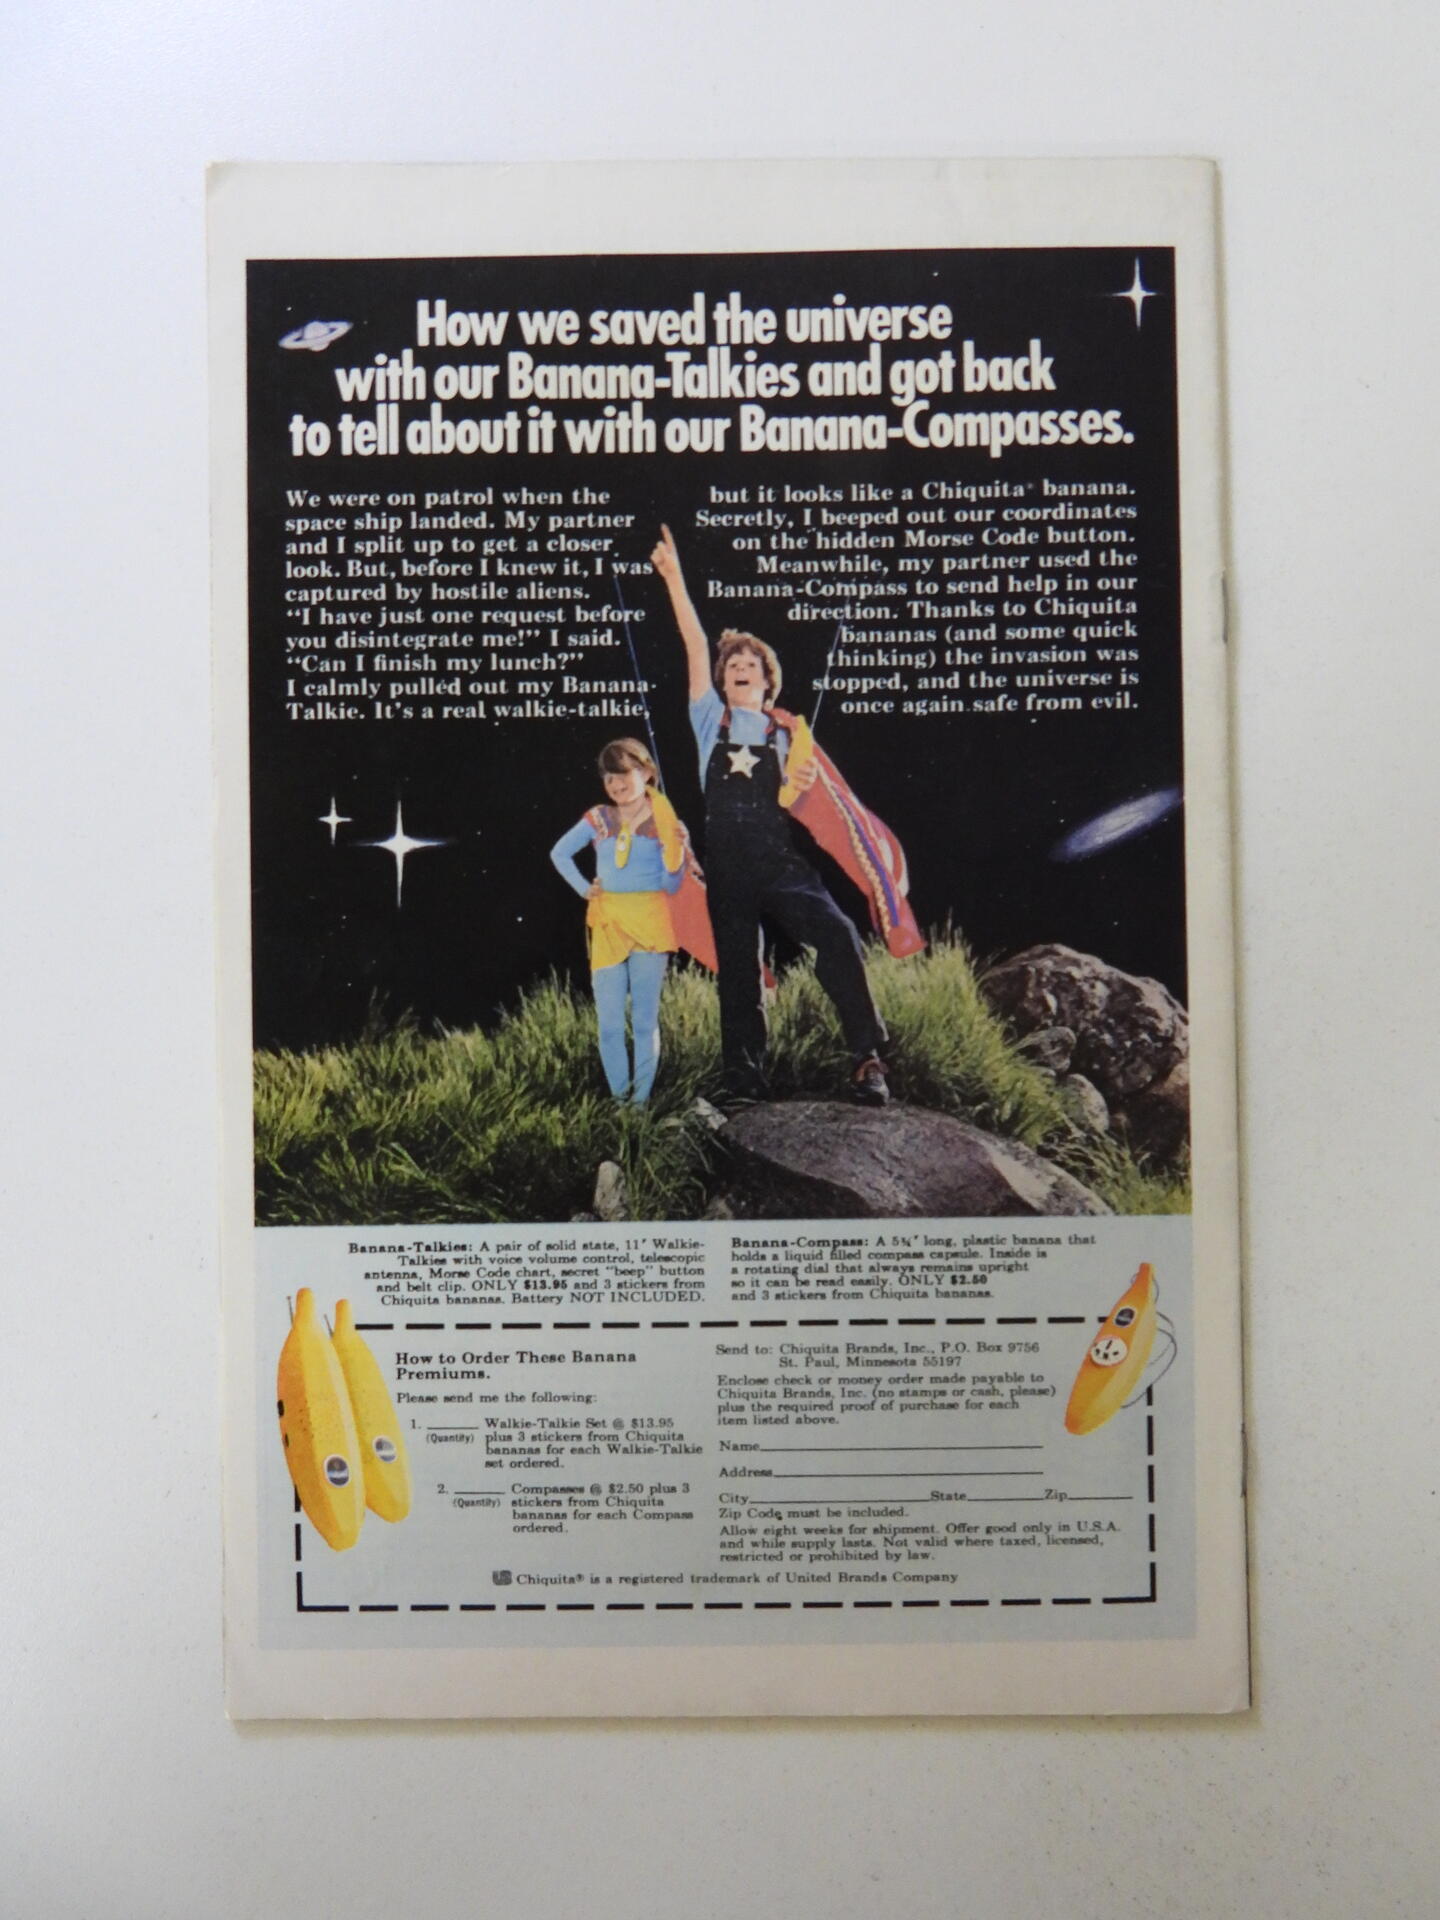 How we saved the universe
with our Banana-Talkies and got back
to tell about it with our Banana-Compasses.
We were on patrol when the
space ship landed. My partner
and I split up to get a closer
look. But, before I knew it, I was
captured by hostile aliens.
“I have just one request before
you disintegrate me!” I said.
“Can I finish my lunch?”
I calmly pulled out my Banana-
Talkie. It's a real walkie-talkie,
but it looks like a Chiquita® banana.
Secretly, I beeped out our coordinates
on the hidden Morse Code button.
Meanwhile, my partner used the
Banana-Compass to send help in our
direction. Thanks to Chiquita
bananas (and some quick
thinking) the invasion was
stopped, and the universe is
once again safe from evil.
Banana-Talkies: A pair of solid state, 11″ Walkie-
Talkies with voice volume control, telescopic
antenna, Morse Code chart, secret "beep" button
and belt clip. ONLY $13.95 and 3 stickers from
Chiquita bananas. Battery NOT INCLUDED.
Banana-Compass: A 5¾″ long, plastic banana that
holds a liquid filled compass capsule. Inside is
a rotating dial that always remains upright
so it can be read easily. ONLY $2.50
and 3 stickers from Chiquita bananas.
How to Order These Banana
Premiums.
Please send me the following:
1. ______ Walkie-Talkie Set @ $13.95
(Quantity) plus 3 stickers from Chiquita
bananas for each Walkie-Talkie
set ordered.
2. ______ Compasses @ $2.50 plus 3
(Quantity) stickers from Chiquita
bananas for each Compass
ordered.
Send to: Chiquita Brands, Inc., P.O. Box 9756
St. Paul, Minnesota 55197
Enclose check or money order made payable to
Chiquita Brands, Inc. (no stamps or cash, please)
plus the required proof of purchase for each
item listed above.
Name
Address
City State Zip
Zip Code must be included.
Allow eight weeks for shipment. Offer good only in U.S.A.
and while supply lasts. Not valid where taxed, licensed,
restricted or prohibited by law.
Chiquita® is a registered trademark of United Brands Company